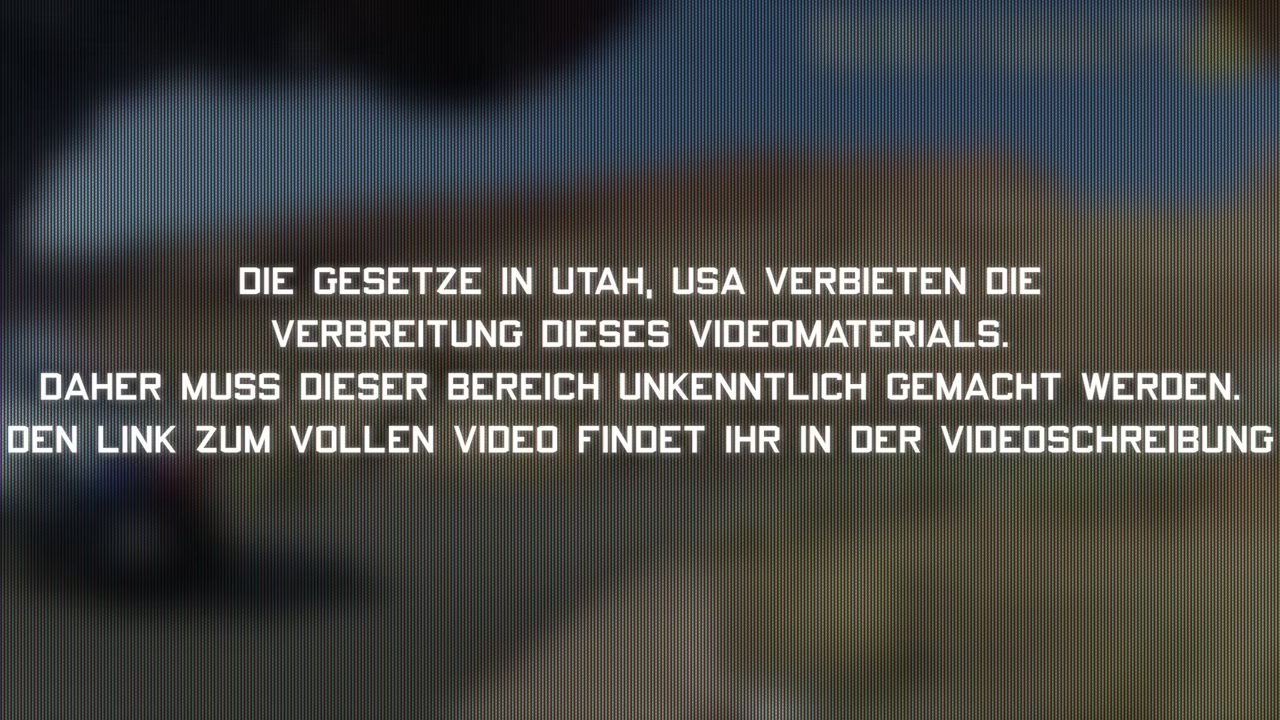 DIE GESETZE IN UTAH, USA VERBIETEN DIE
VERBREITUNG DIESES VIDEOMATERIALS.
DAHER MUSS DIESER BEREICH UNKENNTLICH GEMACHT WERDEN.
DEN LINK ZUM VOLLEN VIDEO FINDET IHR IN DER VIDEOSCHREIBUNG